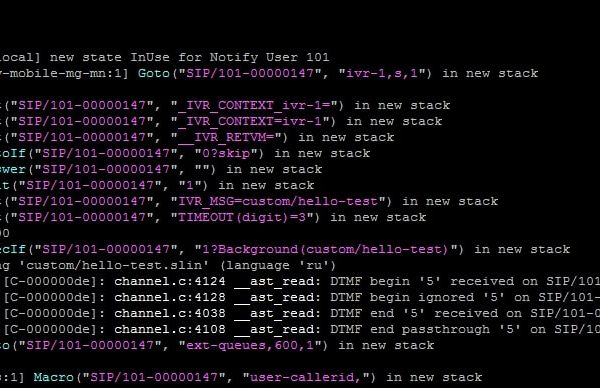 local] new state InUse for Notify User 101
-mobile-mg-mn:1] Goto("SIP/101-00000147", "ivr-1,s,1") in new stack
("SIP/101-00000147", "_IVR_CONTEXT_ivr-1=") in new stack
("SIP/101-00000147", "_IVR_CONTEXT=ivr-1") in new stack
("SIP/101-00000147", "__IVR_RETVM=") in new stack
toIf("SIP/101-00000147", "0?skip") in new stack
swer("SIP/101-00000147", "") in new stack
it("SIP/101-00000147", "1") in new stack
("SIP/101-00000147", "IVR_MSG=custom/hello-test") in new stack
("SIP/101-00000147", "TIMEOUT(digit)=3") in new stack
00
ecIf("SIP/101-00000147", "1?Background(custom/hello-test)") in new stack
ng 'custom/hello-test.slin' (language 'ru')
[C-000000de]: channel.c:4124 __ast_read: DTMF begin '5' received on SIP/101
[C-000000de]: channel.c:4128 __ast_read: DTMF begin ignored '5' on SIP/101-
[C-000000de]: channel.c:4038 __ast_read: DTMF end '5' received on SIP/101-0
[C-000000de]: channel.c:4108 __ast_read: DTMF end passthrough '5' on SIP/10
to("SIP/101-00000147", "ext-queues,600,1") in new stack
s:1] Macro("SIP/101-00000147", "user-callerid,") in new stack